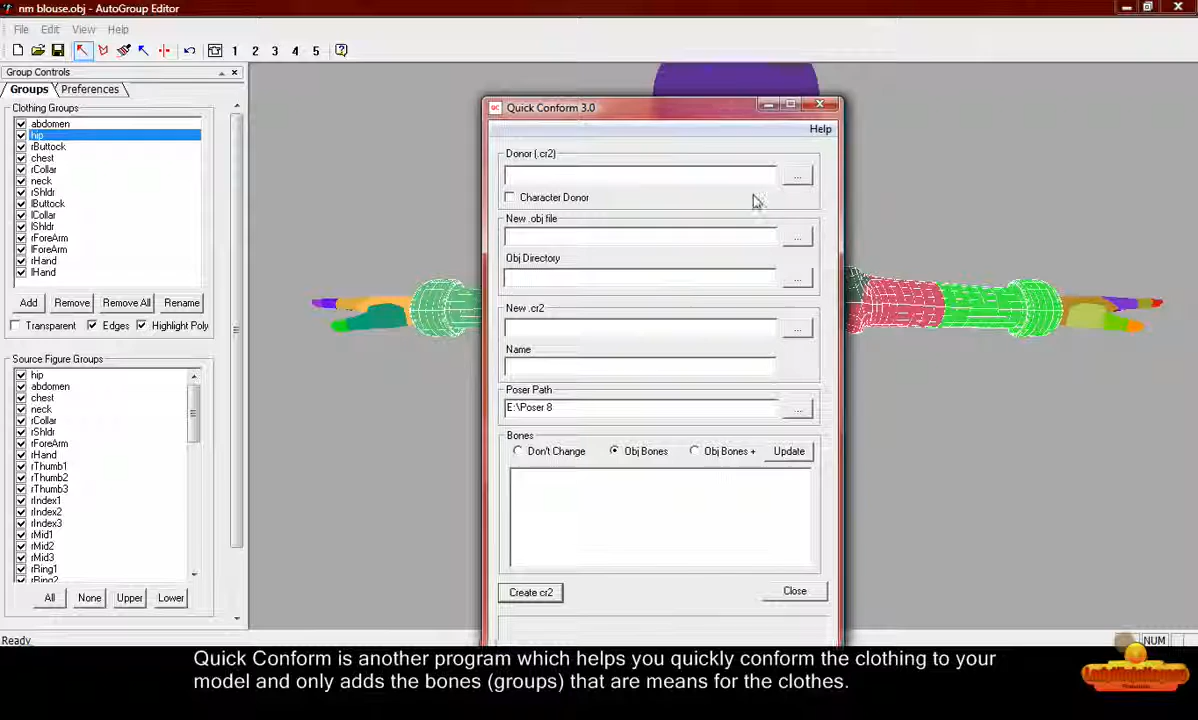 nm blouse.obj - AutoGroup Editor
File Edit View Help
1 2 3 4 5
Group Controls
Groups Preferences
Clothing Groups
abdomen
hip
rButtock
chest
rCollar
neck
rShldr
lButtock
lCollar
lShldr
rForeArm
lForeArm
rHand
lHand
Add Remove Remove All Rename
Transparent Edges Highlight Poly
Source Figure Groups
hip
abdomen
chest
neck
rCollar
rShldr
rForeArm
rHand
rThumb1
rThumb2
rThumb3
rIndex1
rIndex2
rIndex3
rMid1
rMid2
rMid3
rRing1
rRing2
All None Upper Lower
Ready
NUM
QC Quick Conform 3.0
Help
Donor (.cr2)
...
Character Donor
New .obj file
...
Obj Directory
...
New .cr2
...
Name
Poser Path
E:\Poser 8
...
Bones
Don't Change Obj Bones Obj Bones + Update
Create cr2 Close
Quick Conform is another program which helps you quickly conform the clothing to your
model and only adds the bones (groups) that are means for the clothes.